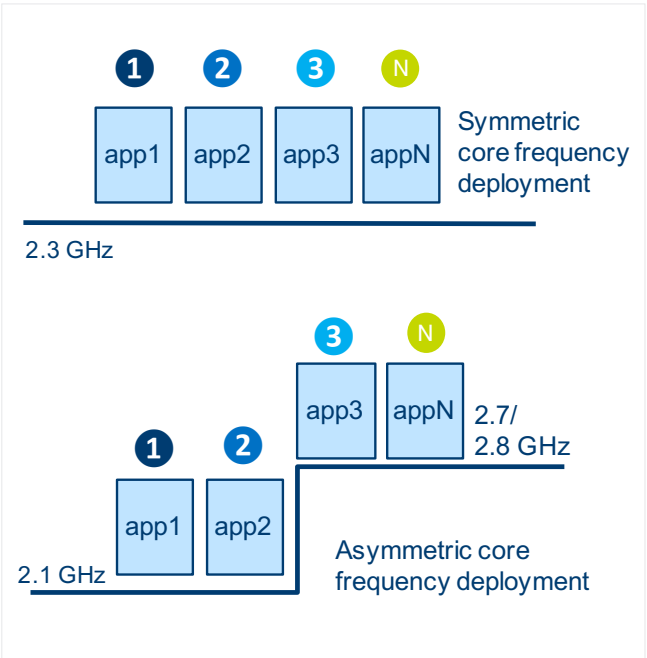 1 2 3 N
app1 app2 app3 appN
Symmetric
core frequency
deployment
2.3 GHz
3 N
app3 appN
2.7/
2.8 GHz
1 2
app1 app2
2.1 GHz
Asymmetric core
frequency deployment